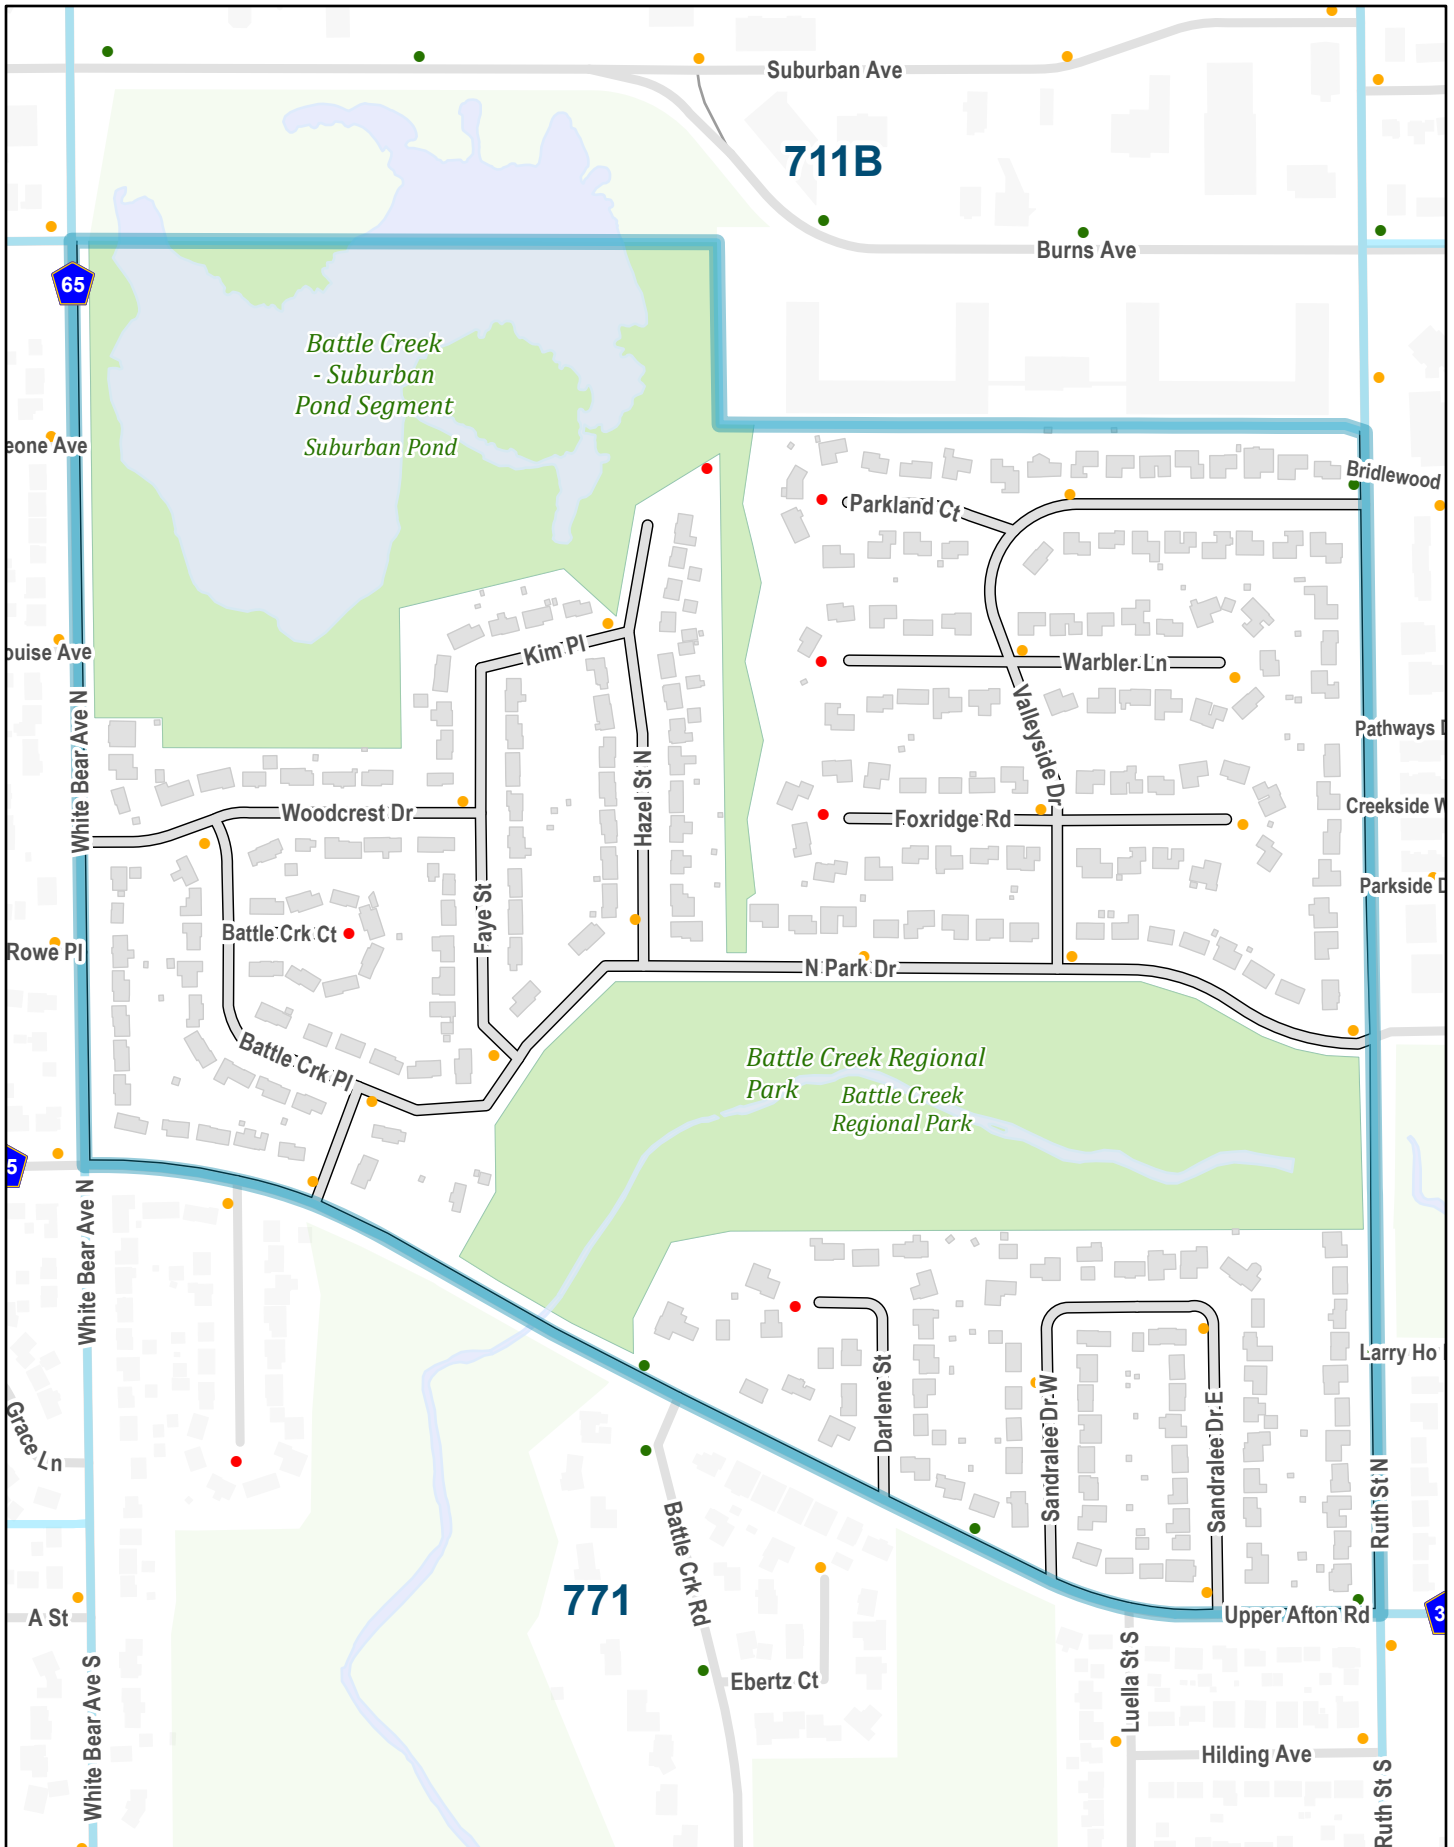 Suburban Ave
711B
Burns Ave
65
Battle Creek
- Suburban
Pond Segment
Suburban Pond
eone Ave
Bridlewood
Parkland Ct
ouise Ave
Kim Pl
Warbler Ln
White Bear Ave N
Valleyside Dr
Pathways D
Hazel St N
Woodcrest Dr
Foxridge Rd
Creekside W
Parkside D
Faye St
Battle Crk Ct
Rowe Pl
N Park Dr
Battle Crk Pl
Battle Creek Regional
Park
Battle Creek
Regional Park
5
White Bear Ave N
Larry Ho
Darlene St
Sandralee Dr W
Sandralee Dr E
Grace Ln
Ruth St N
Battle Crk Rd
771
A St
Upper Afton Rd
3
Luella St S
Ebertz Ct
White Bear Ave S
Hilding Ave
Ruth St S